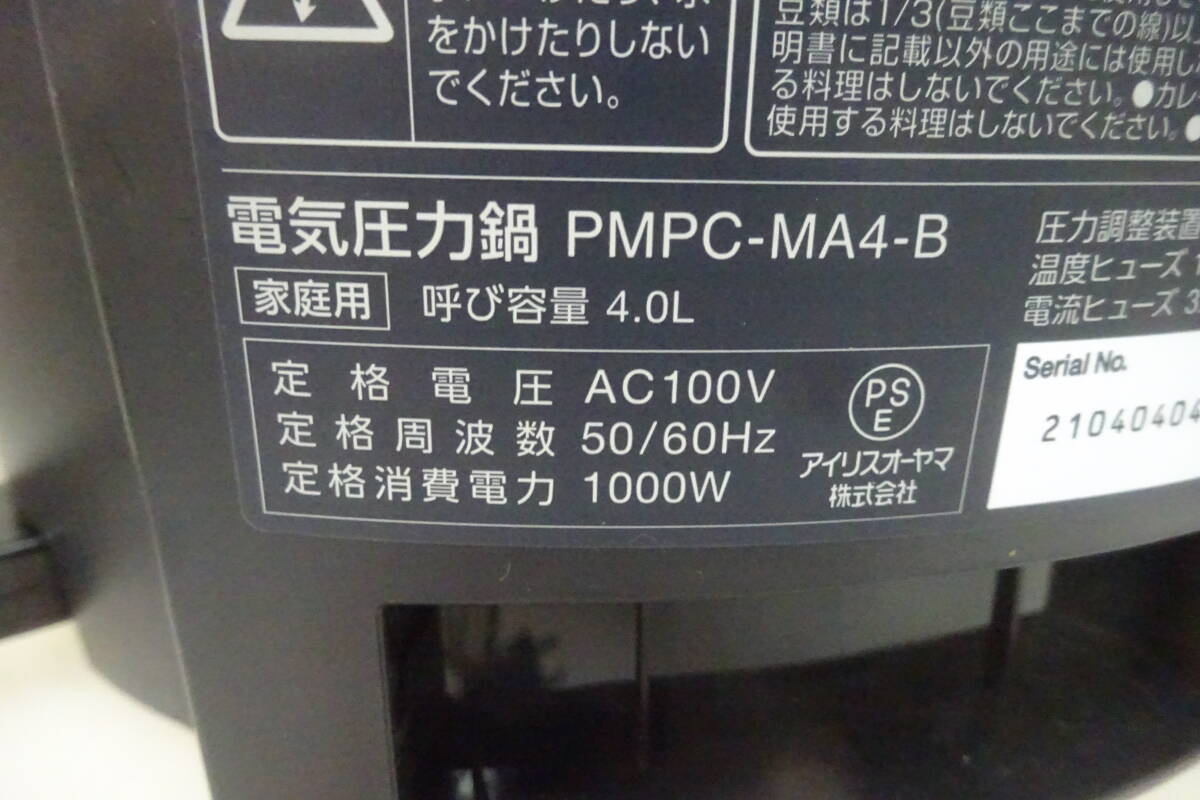 をかけたりしない
でください。
豆類は1/3(豆類ここまでの線)以
明書に記載以外の用途には使用し
る料理はしないでください。●カレ
使用する料理はしないでください。●
電気圧力鍋 PMPC-MA4-B
家庭用 呼び容量 4.0L
定格電圧 AC100V
定格周波数 50/60Hz
定格消費電力 1000W
PS
E
アイリスオーヤマ
株式会社
圧力調整装置
温度ヒューズ 1
電流ヒューズ 3
Serial No.
21040404